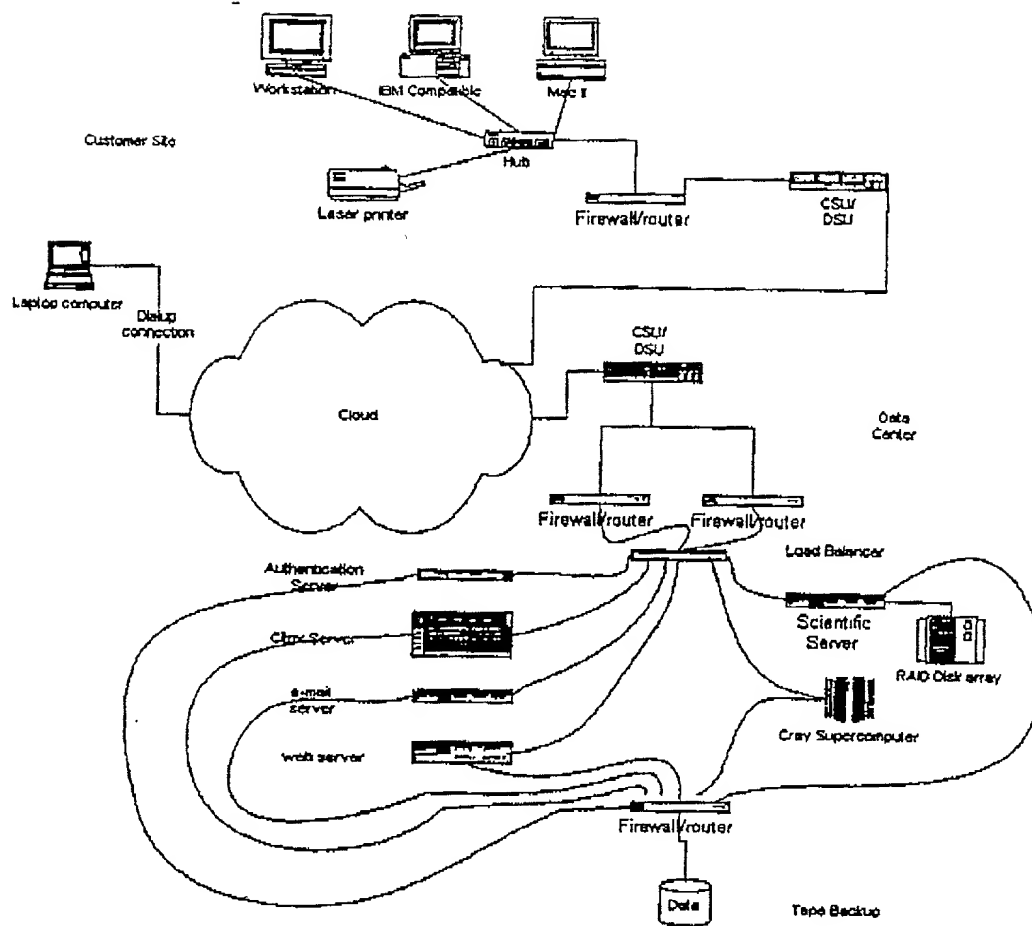 Workstation
IBM Compatible
Mac II
Customer Site
Hub
Laser printer
Firewall/router
CSU/
DSU
Laptop computer
Dialup
connection
CSU/
DSU
Cloud
Data
Center
Firewall/router
Firewall/router
Load Balancer
Authentication
Server
Scientific
Server
Citrix Server
RAID Disk array
e-mail
server
Cray Supercomputer
web server
Firewall/router
Data
Tape Backup